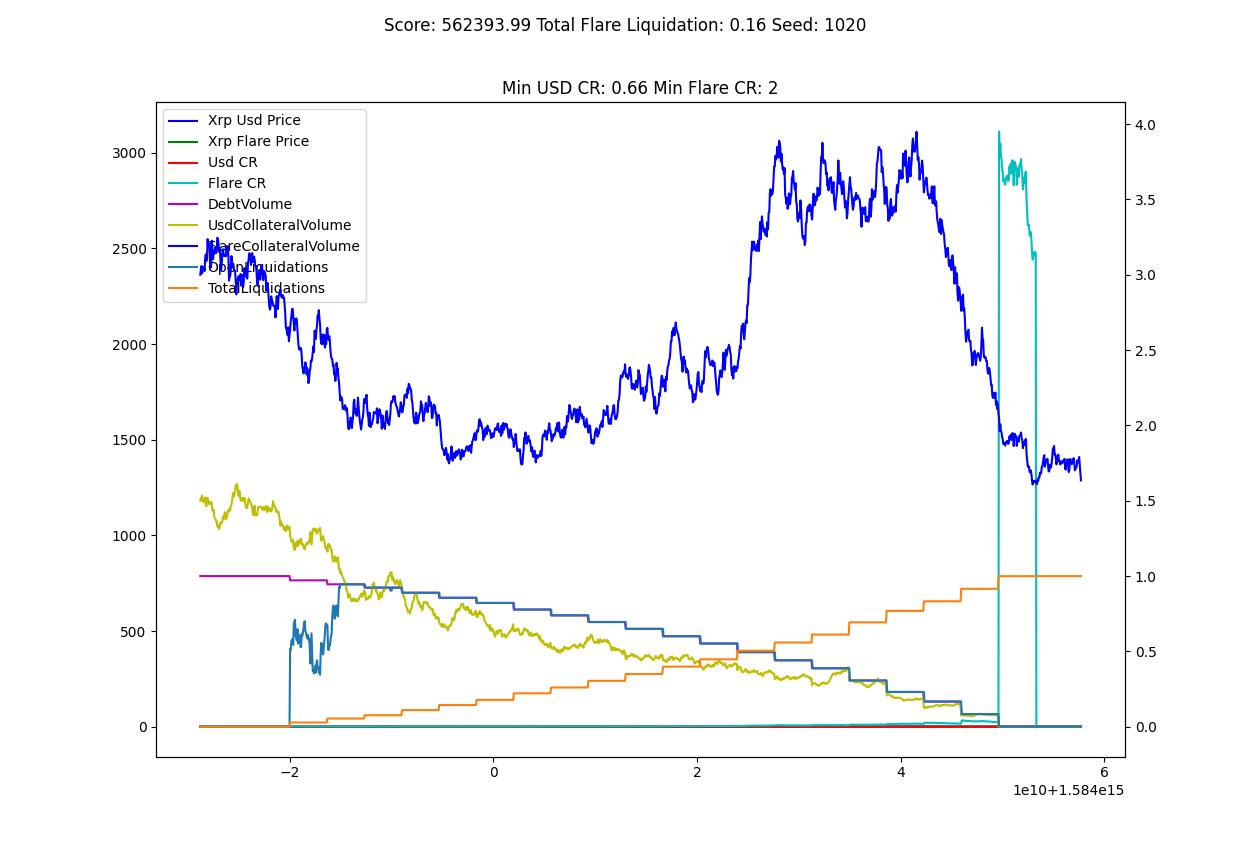 Score: 562393.99 Total Flare Liquidation: 0.16 Seed: 1020
Min USD CR: 0.66 Min Flare CR: 2
Xrp Usd Price
Xrp Flare Price
Usd CR
Flare CR
DebtVolume
UsdCollateralVolume
FlareCollateralVolume
OpenLiquidations
TotalLiquidations
3000
2500
2000
1500
1000
500
0
4.0
3.5
3.0
2.5
2.0
1.5
1.0
0.5
0.0
−2
0
2
4
6
1e10+1.584e15